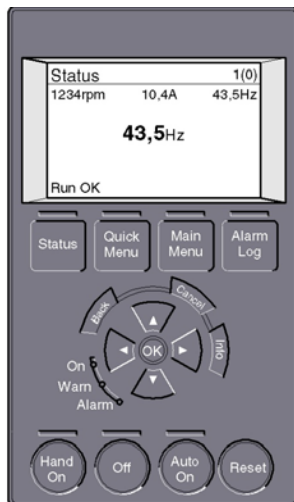 Status 1(0)
1234rpm 10,4A 43,5Hz
43,5Hz
Run OK
Status
Quick
Menu
Main
Menu
Alarm
Log
Back
Cancel
Info
OK
On
Warn
Alarm
Hand
On
Off
Auto
On
Reset